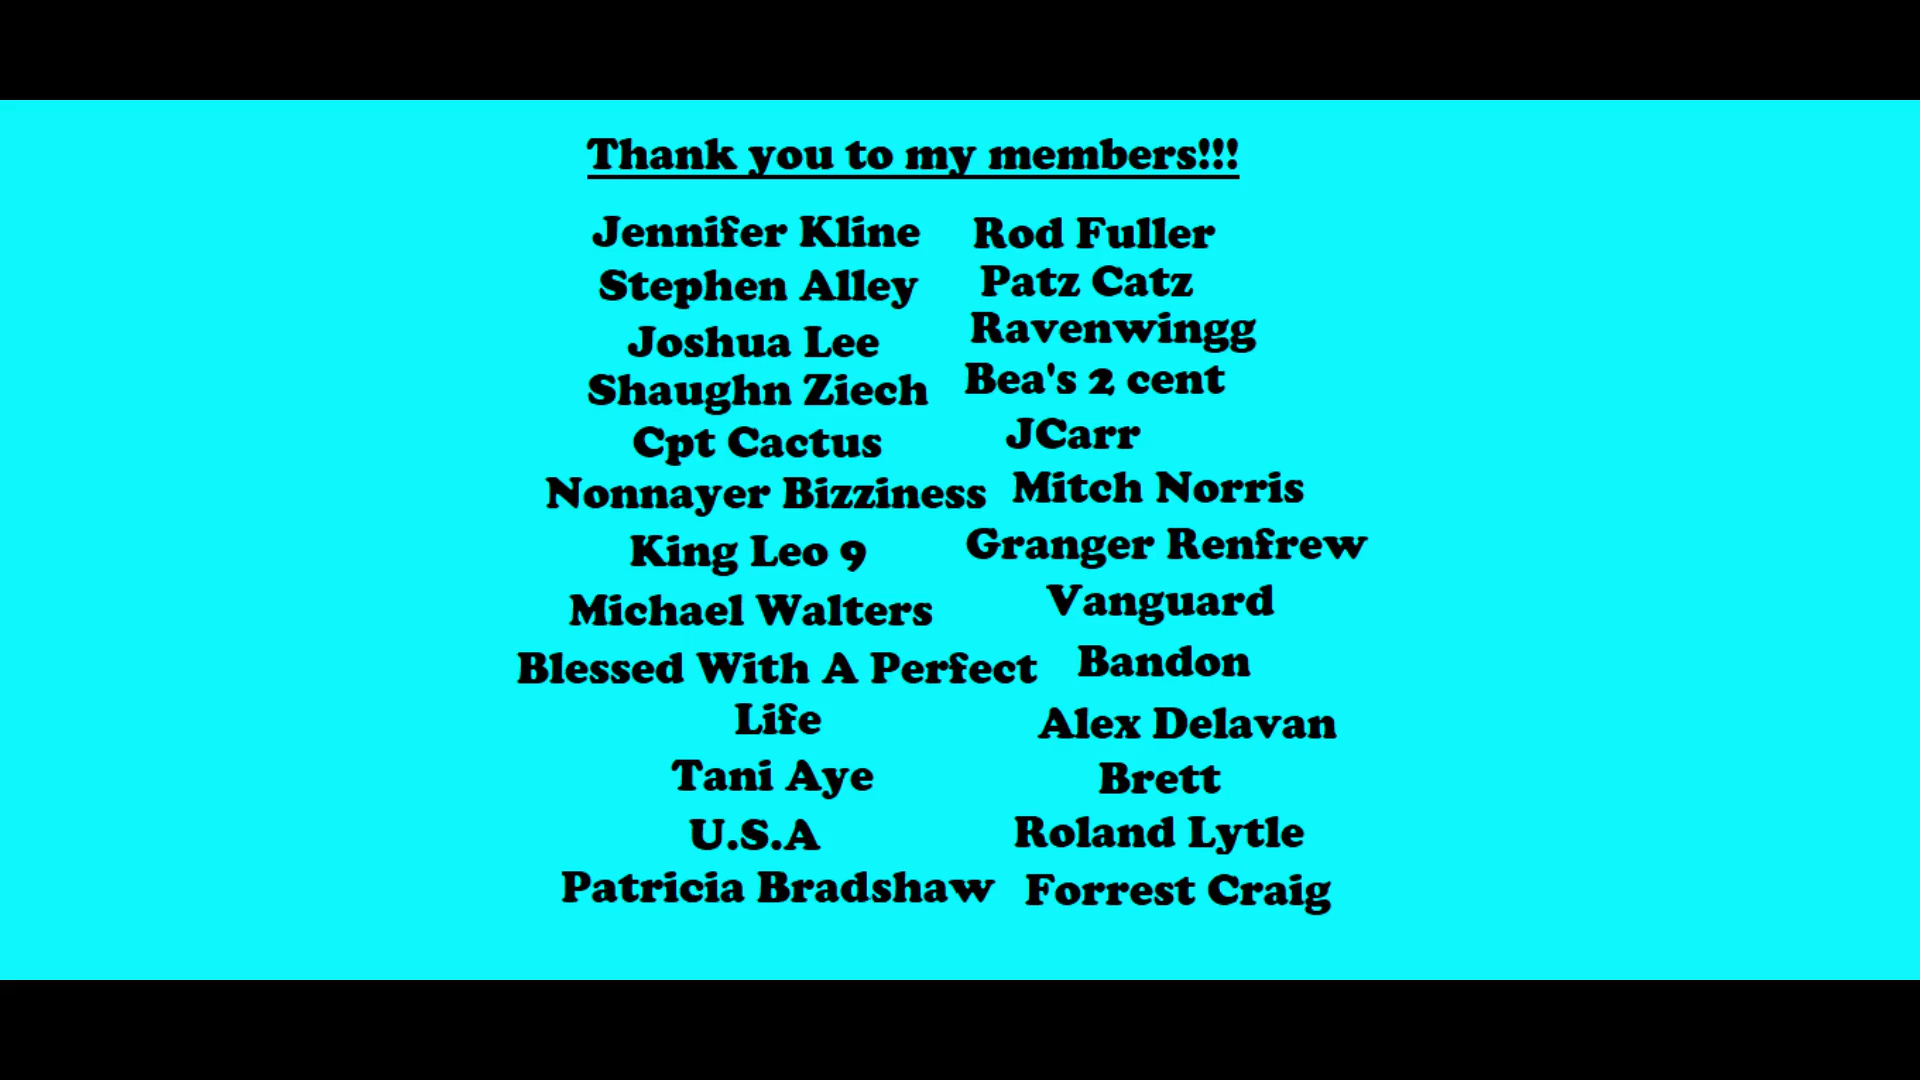 Thank you to my members!!!
Jennifer Kline
Stephen Alley
Joshua Lee
Shaughn Ziech
Cpt Cactus
Nonnayer Bizziness
King Leo 9
Michael Walters
Blessed With A Perfect
Life
Tani Aye
U.S.A
Patricia Bradshaw
Rod Fuller
Patz Catz
Ravenwingg
Bea's 2 cent
JCarr
Mitch Norris
Granger Renfrew
Vanguard
Bandon
Alex Delavan
Brett
Roland Lytle
Forrest Craig